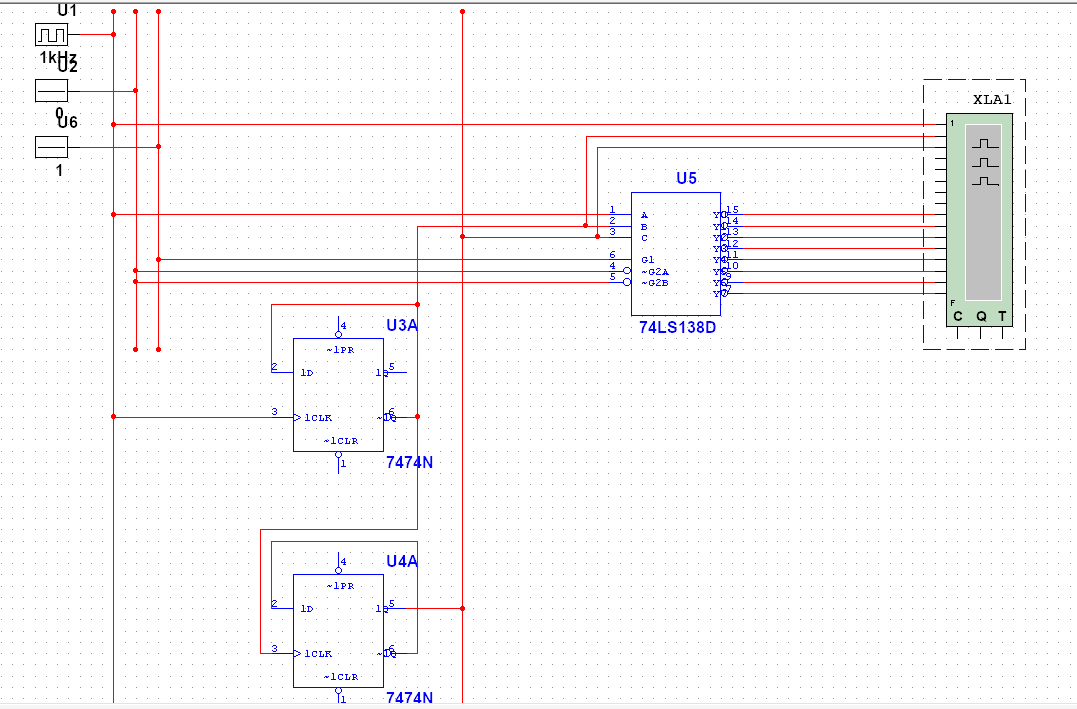 U1
1kHz
U2
0
U6
1
XLA1
1
F
C Q T
U5
1 A
2 B
3 C
6 G1
4 ~G2A
5 ~G2B
Y0 15
Y1 14
Y2 13
Y3 12
Y4 11
Y5 10
Y6 9
Y7 7
74LS138D
U3A
4
~1PR
2 1D
1Q 5
3 1CLK
~1Q 6
~1CLR
1
7474N
U4A
4
~1PR
2 1D
1Q 5
3 1CLK
~1Q 6
~1CLR
1
7474N